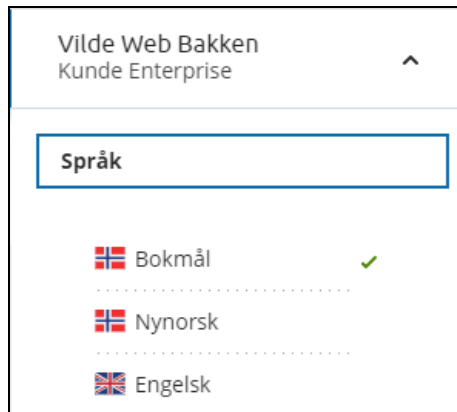 Vilde Web Bakken
Kunde Enterprise
Språk
Bokmål
Nynorsk
Engelsk